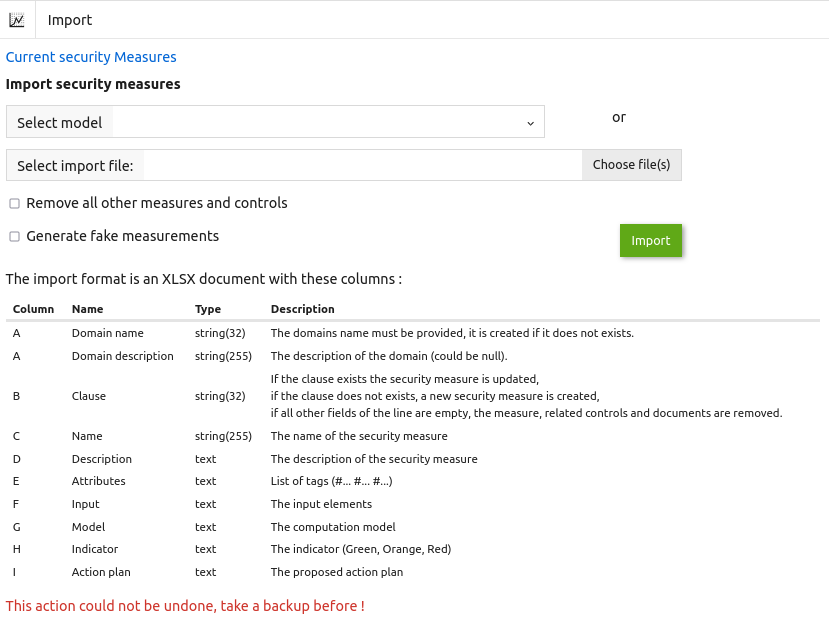 Import
Current security Measures
Import security measures
Select model
or
Select import file:
Choose file(s)
Remove all other measures and controls
Generate fake measurements
Import
The import format is an XLSX document with these columns :
Column Name Type Description
A Domain name string(32) The domains name must be provided, it is created if it does not exists.
A Domain description string(255) The description of the domain (could be null).
If the clause exists the security measure is updated,
B Clause string(32) if the clause does not exists, a new security measure is created,
if all other fields of the line are empty, the measure, related controls and documents are removed.
C Name string(255) The name of the security measure
D Description text The description of the security measure
E Attributes text List of tags (#... #... #...)
F Input text The input elements
G Model text The computation model
H Indicator text The indicator (Green, Orange, Red)
I Action plan text The proposed action plan
This action could not be undone, take a backup before !